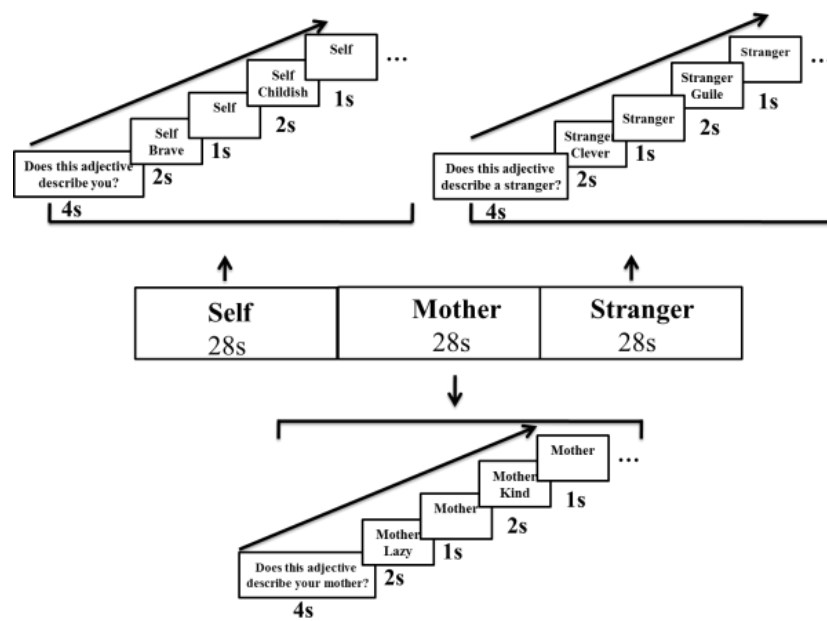 Self
...
Self
Childish
1s
Self
2s
Self
Brave
1s
Does this adjective
describe you?
2s
4s
Stranger
...
Stranger
Guile
1s
Stranger
2s
Stranger
Clever
1s
Does this adjective
describe a stranger?
2s
4s
Self
28s
Mother
28s
Stranger
28s
Mother
...
Mother
Kind
1s
Mother
2s
Mother
Lazy
1s
Does this adjective
describe your mother?
2s
4s